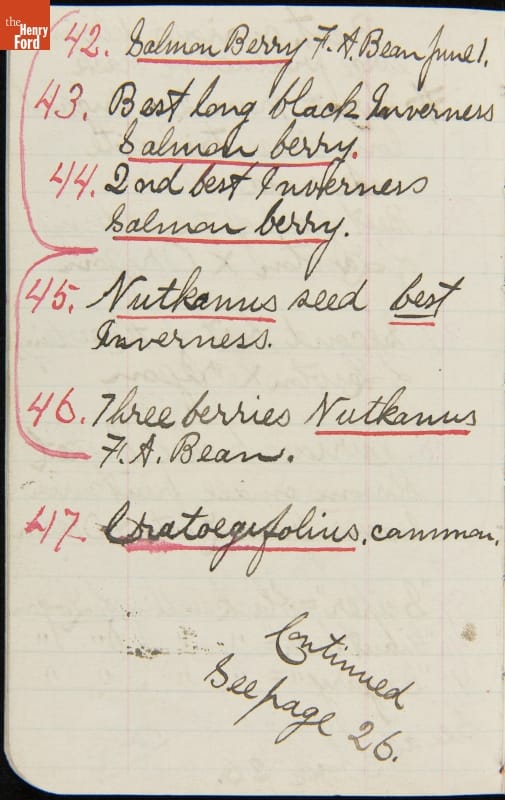 the
Henry
Ford
42. Salmon Berry F. A. Bean June 1.
43. Best long black Inverness
Salmon berry.
44. 2nd best Inverness
Salmon berry.
45. Nutkanus seed best
Inverness.
46. Three berries Nutkanus
F. A. Bean.
47. Cratoegifolius. common.
Continued
See page 26.